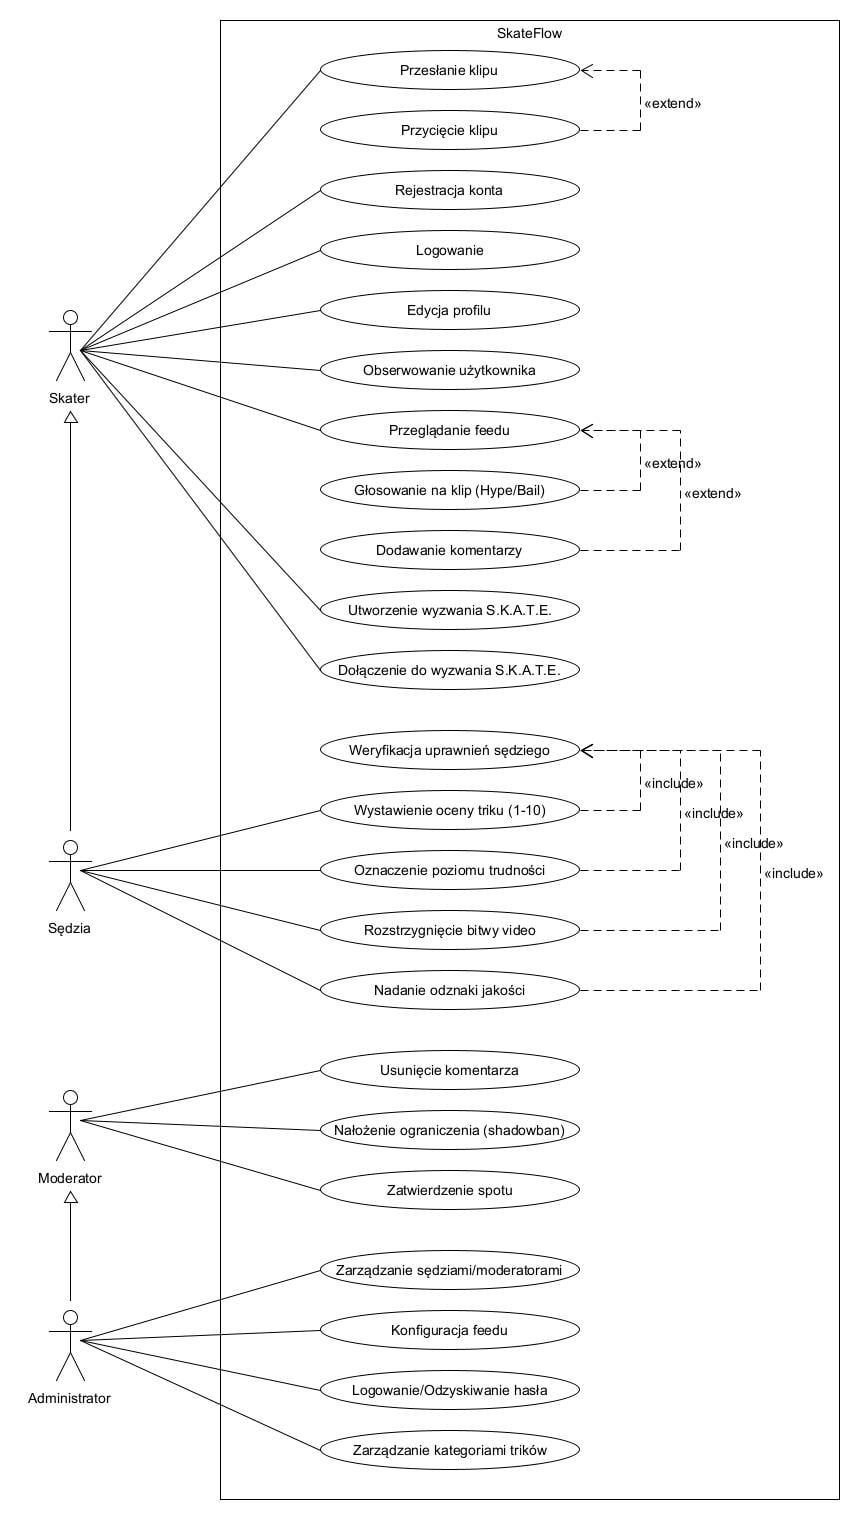 SkateFlow
Przesłanie klipu
«extend»
Przycięcie klipu
Rejestracja konta
Logowanie
Edycja profilu
Obserwowanie użytkownika
Skater
Przeglądanie feedu
«extend»
Głosowanie na klip (Hype/Bail)
«extend»
Dodawanie komentarzy
Utworzenie wyzwania S.K.A.T.E.
Dołączenie do wyzwania S.K.A.T.E.
Weryfikacja uprawnień sędziego
«include»
Wystawienie oceny triku (1-10)
«include»
«include»
Oznaczenie poziomu trudności
«include»
Sędzia
Rozstrzygnięcie bitwy video
Nadanie odznaki jakości
Usunięcie komentarza
Nałożenie ograniczenia (shadowban)
Moderator
Zatwierdzenie spotu
Zarządzanie sędziami/moderatorami
Konfiguracja feedu
Logowanie/Odzyskiwanie hasła
Administrator
Zarządzanie kategoriami trików